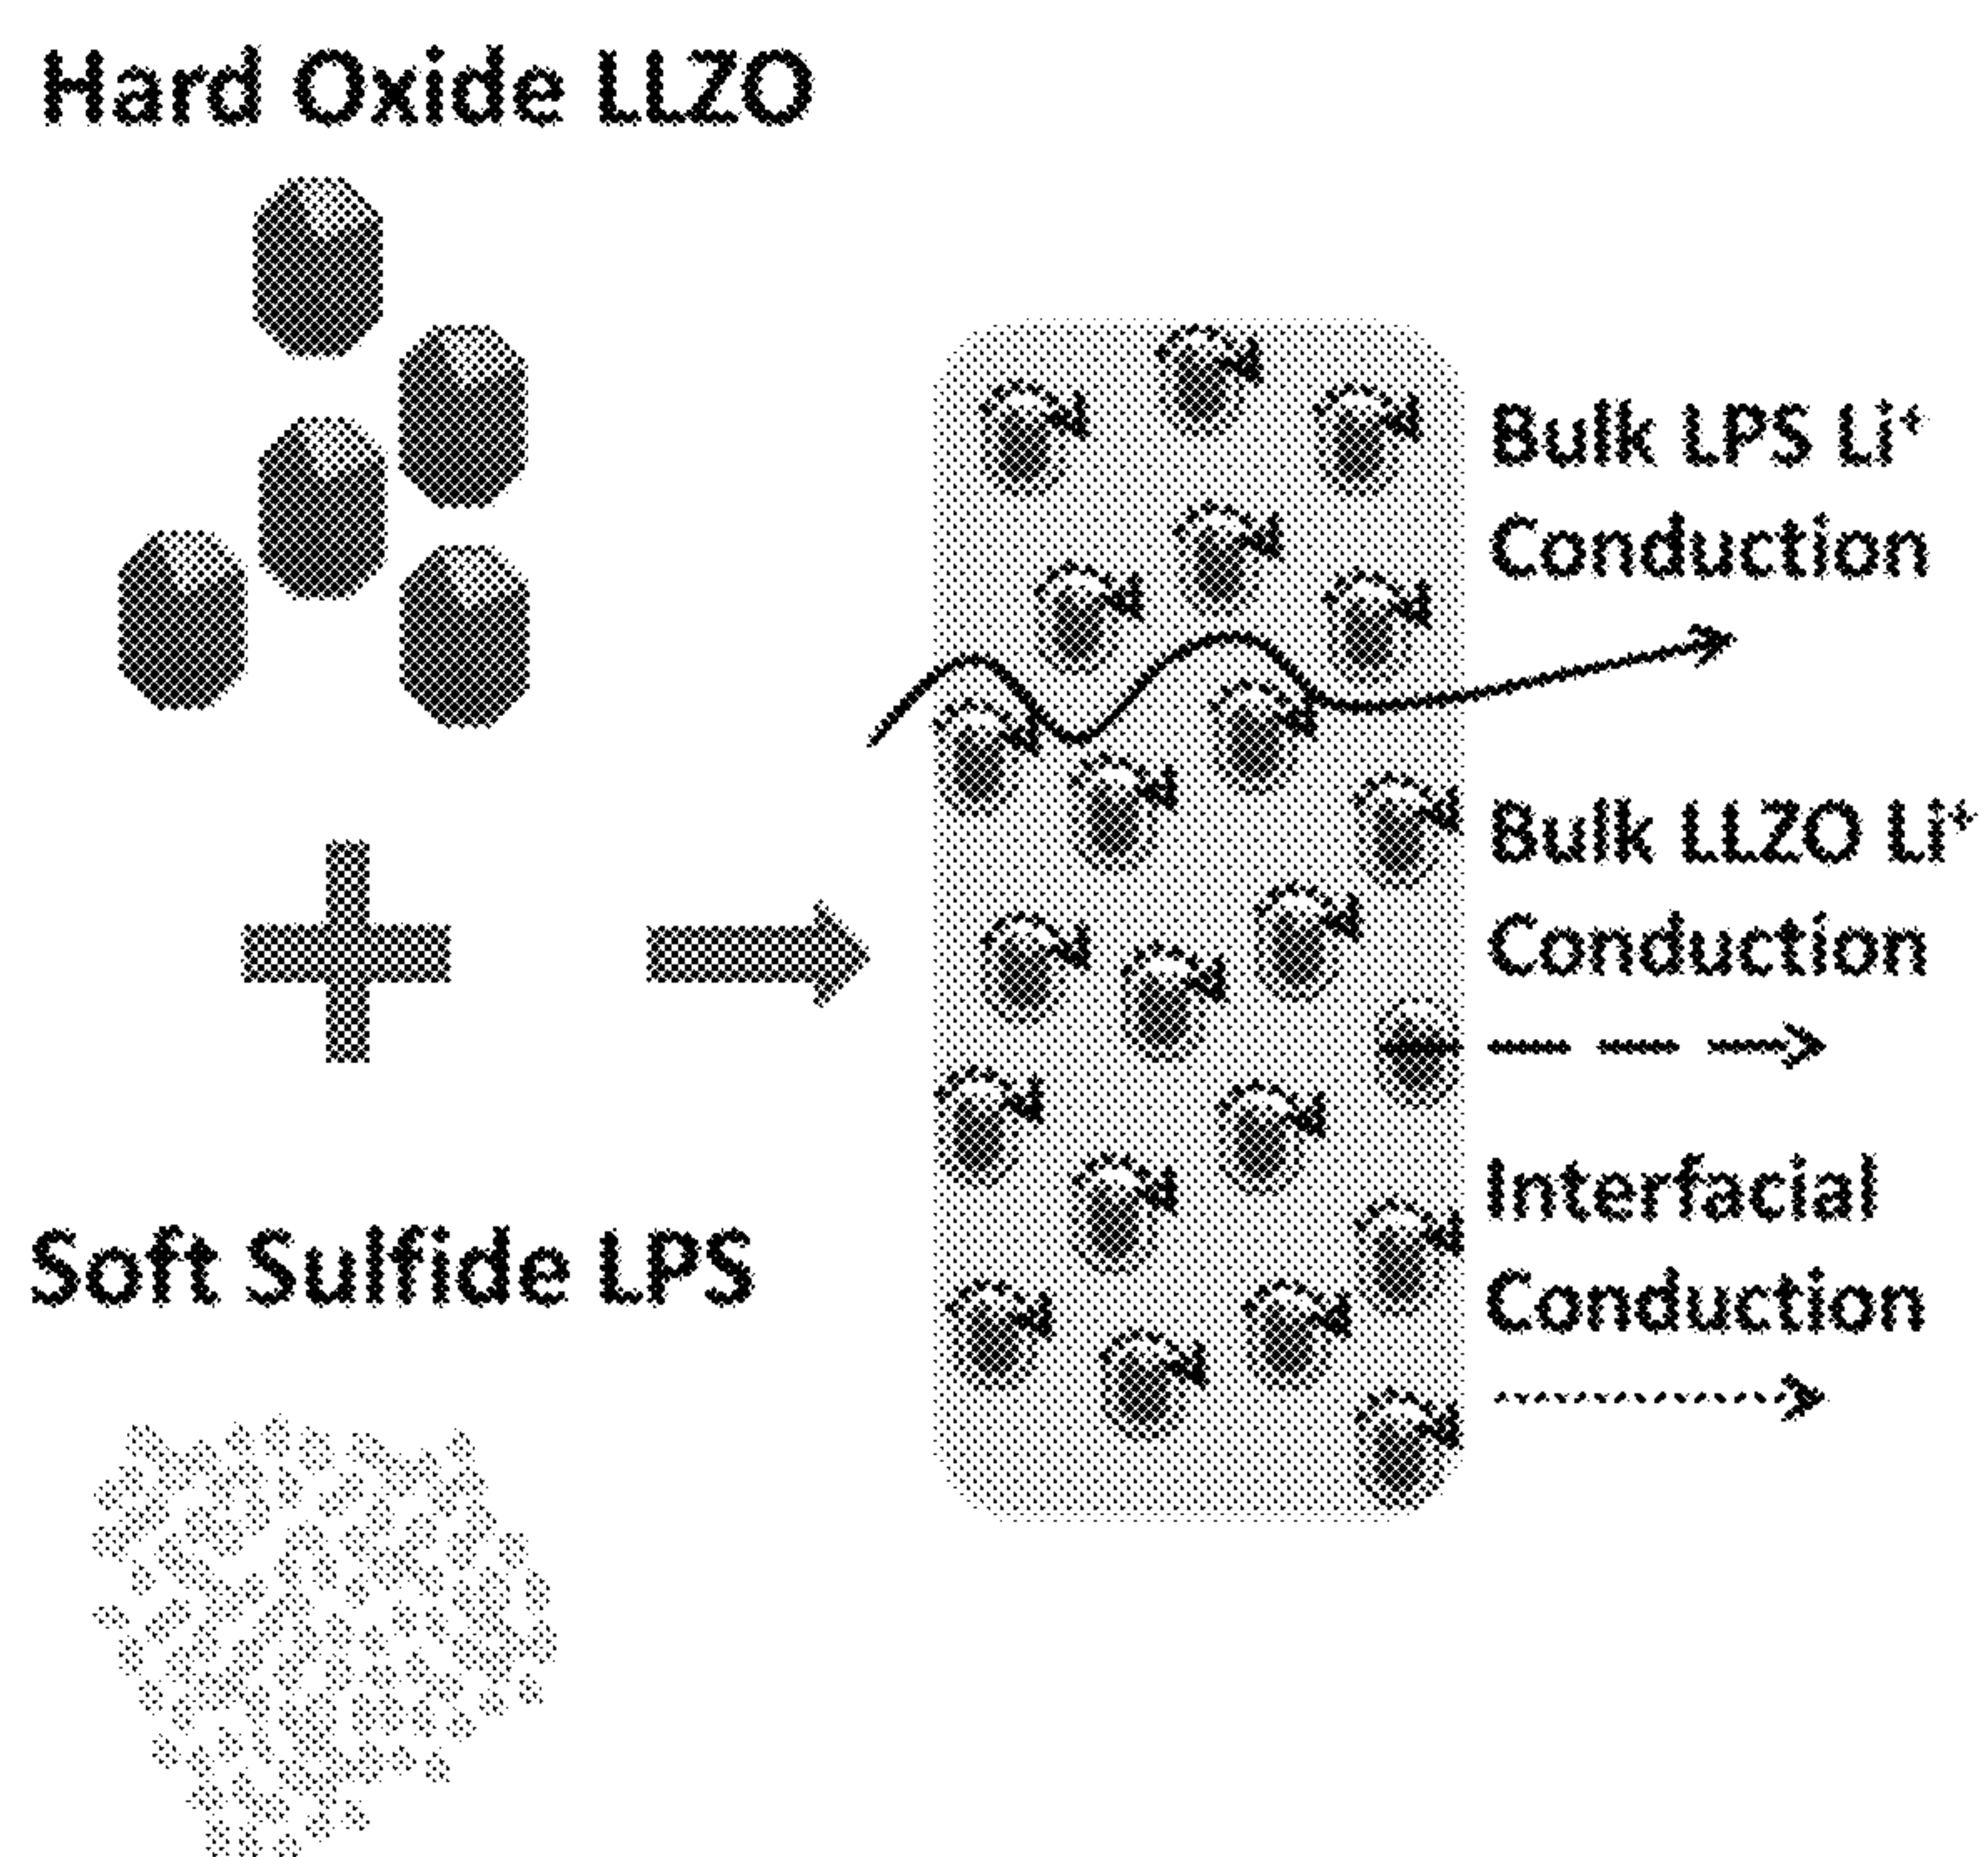 Hard Oxide LLZO
Bulk LPS Li⁺
Conduction
Bulk LLZO Li⁺
Conduction
Interfacial
Conduction
Soft Sulfide LPS